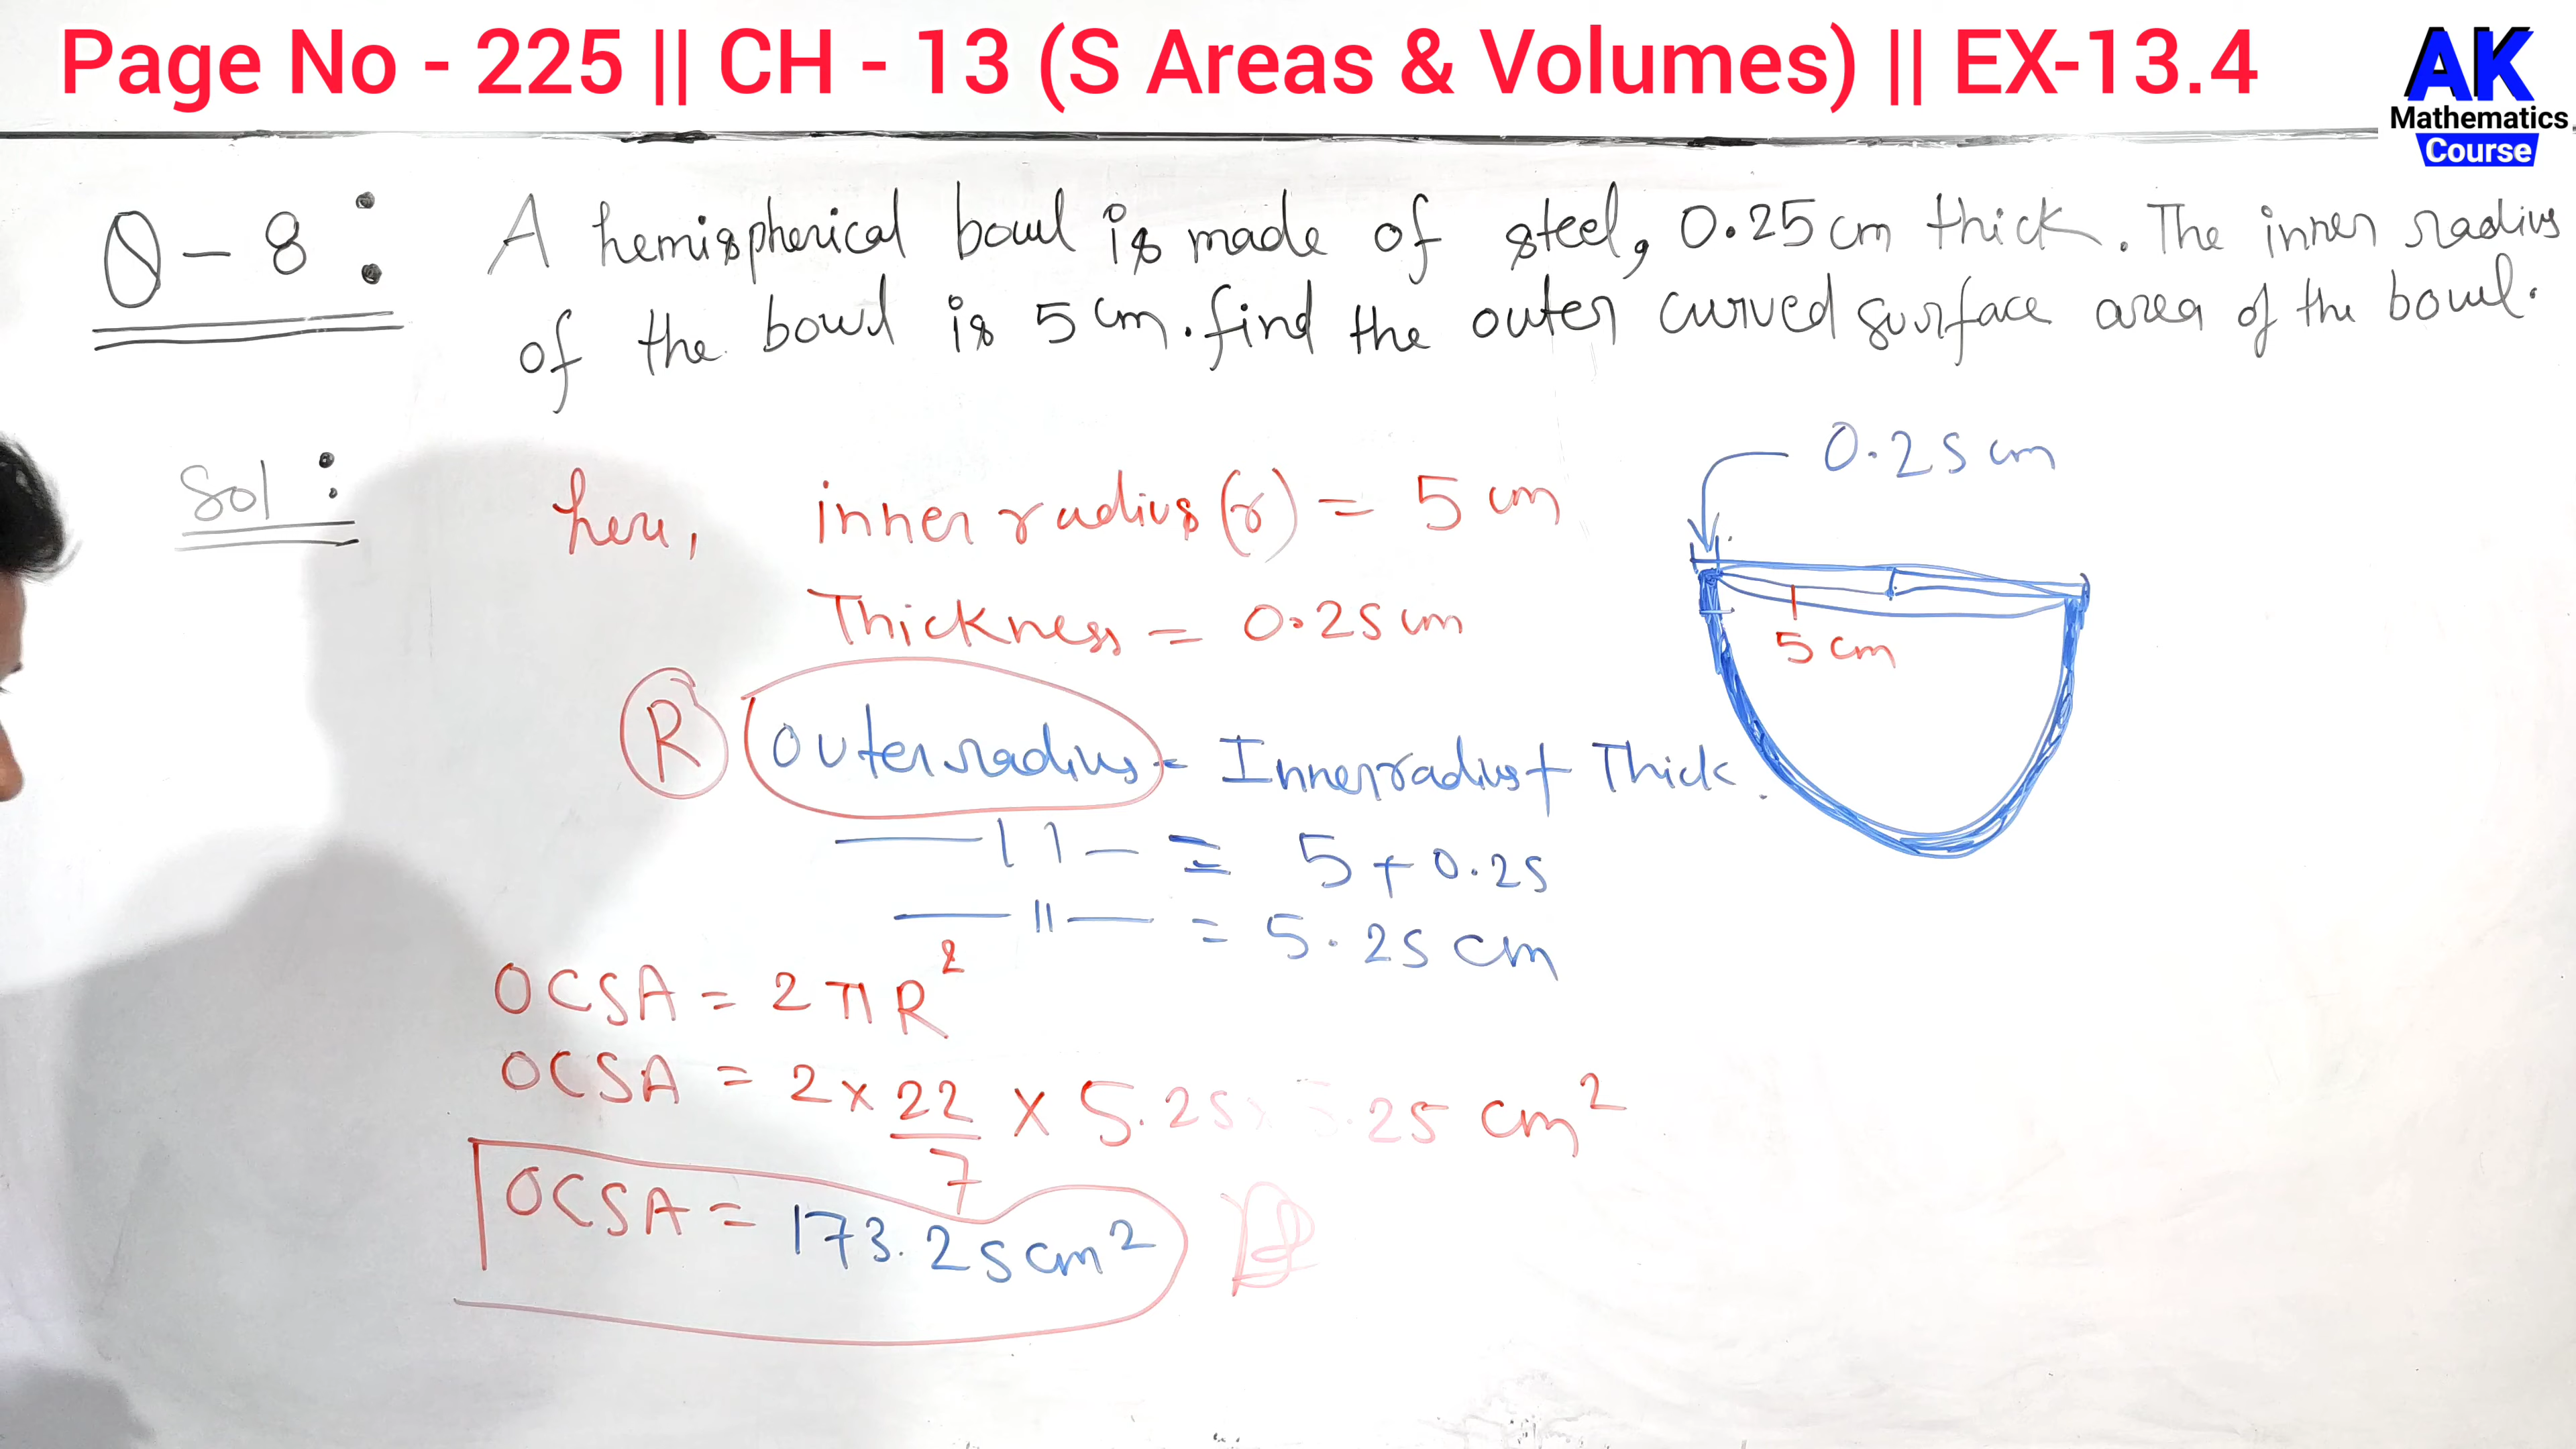 Page No - 225 || CH - 13 (S Areas & Volumes) || EX-13.4
AK
Mathematics
Course
Q - 8 : A hemispherical bowl is made of steel, 0.25 cm thick. The inner radius
of the bowl is 5 cm. find the outer curved surface area of the bowl.
Sol :
here, inner radius (r) = 5 cm
0.25 cm
Thickness = 0.25 cm
5 cm
R Outer radius = Inner radius + Thick.
—— 11 — = 5 + 0.25
—— 11 — = 5.25 cm
OCSA = 2πR²
OCSA = 2 × 22/7 × 5.25 × 5.25 cm²
OCSA = 173.25 cm²